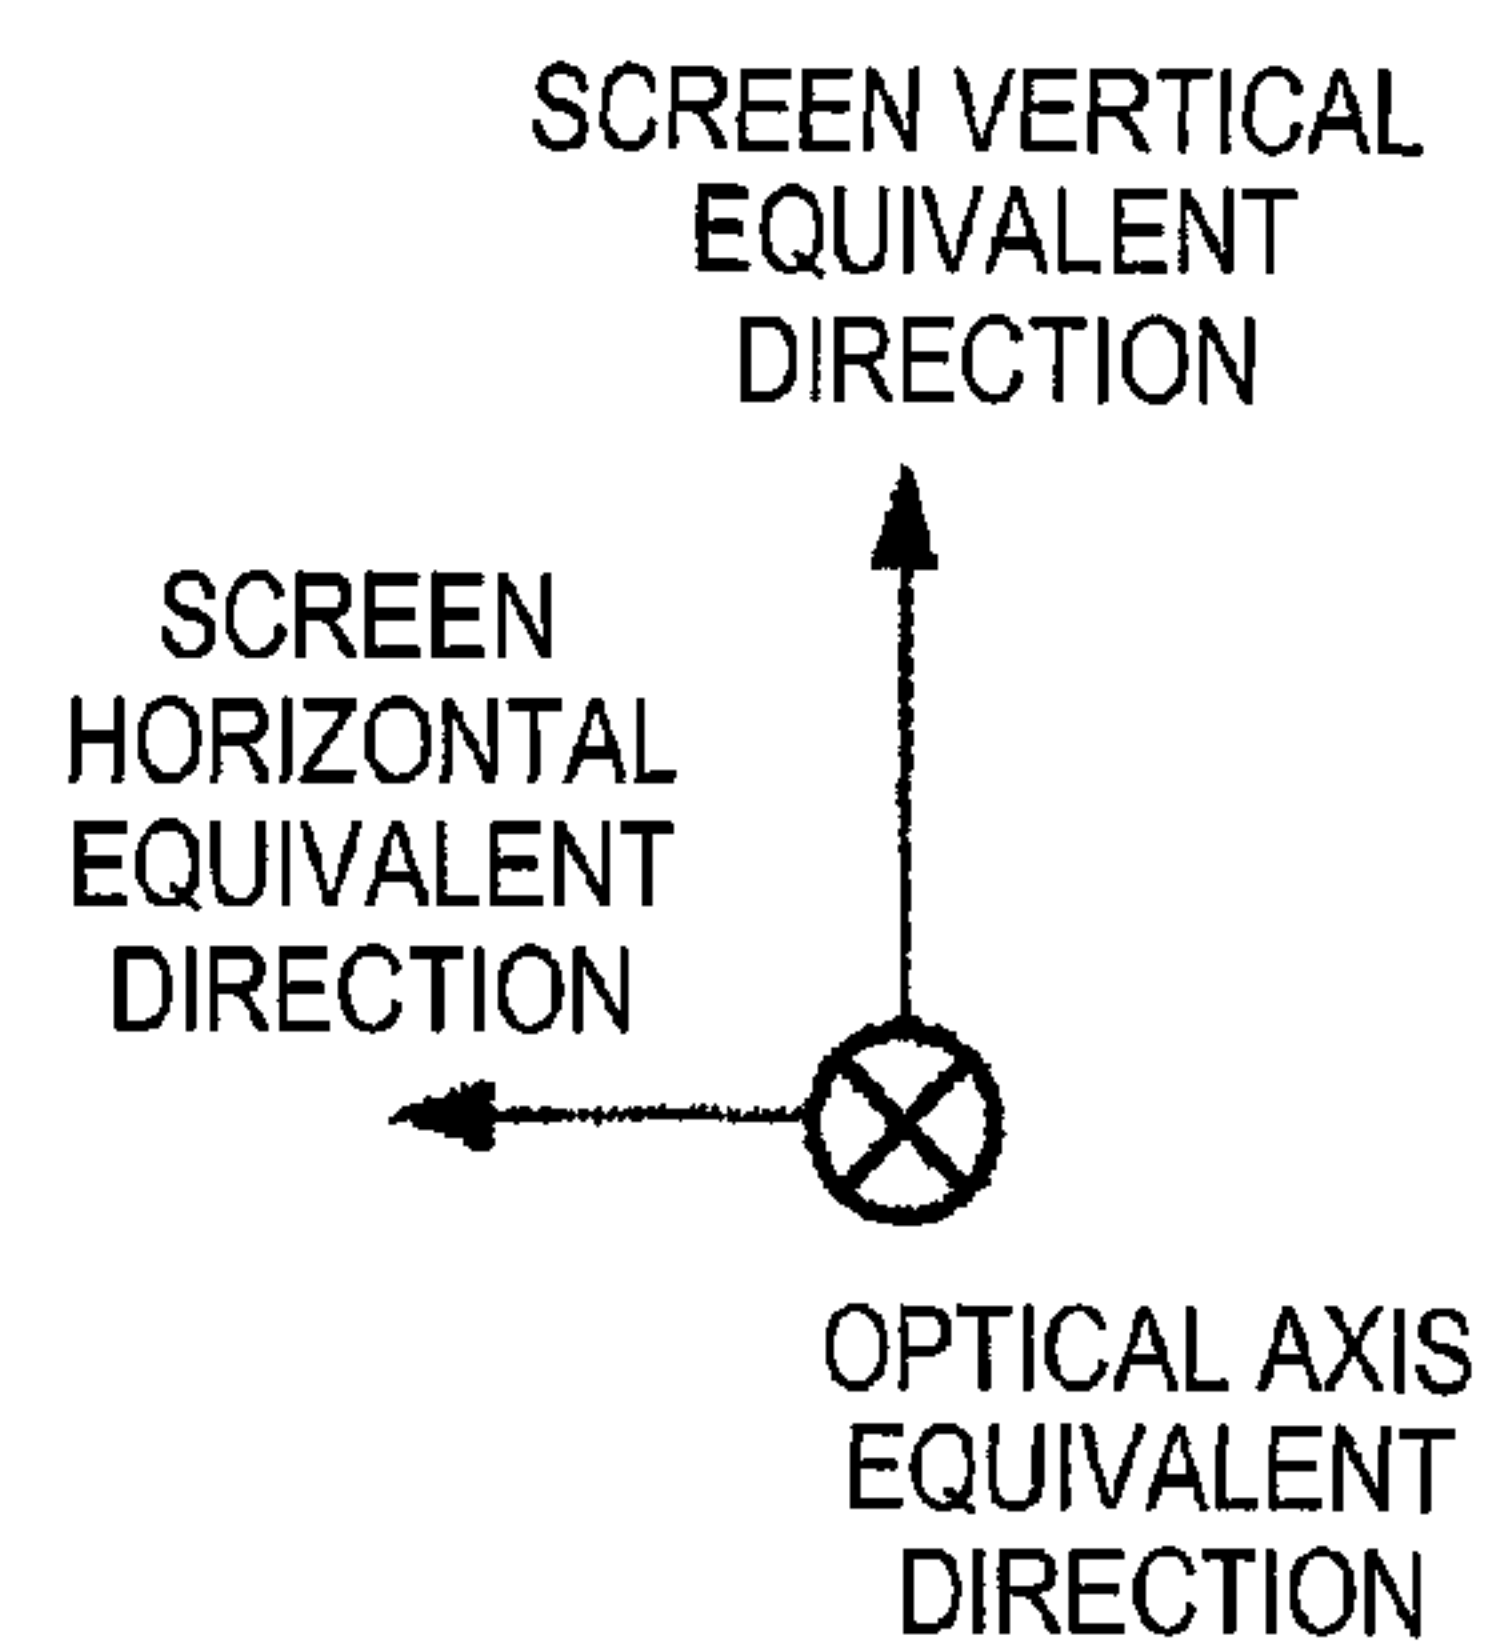 SCREEN VERTICAL
EQUIVALENT
DIRECTION
SCREEN
HORIZONTAL
EQUIVALENT
DIRECTION
OPTICAL AXIS
EQUIVALENT
DIRECTION